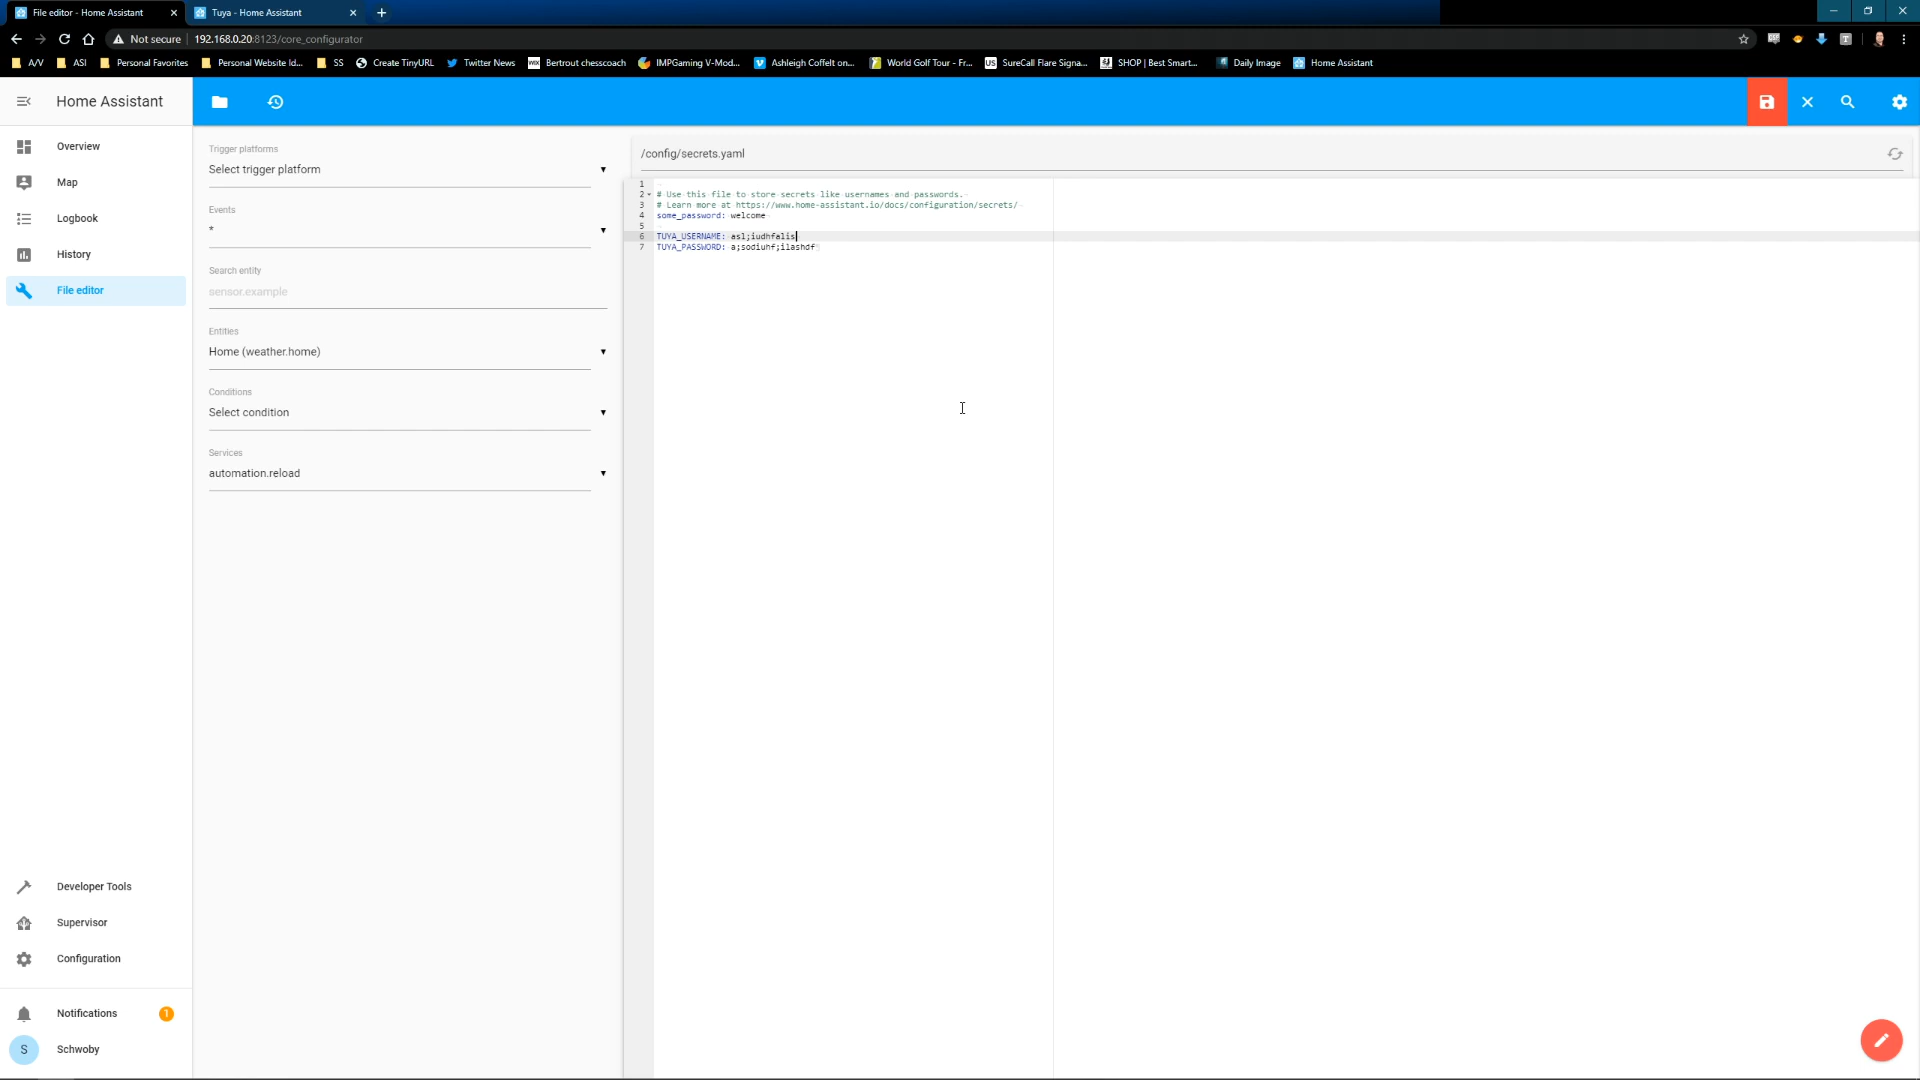 File editor - Home Assistant
Tuya - Home Assistant
Not secure
192.168.0.20:8123/core_configurator
A/V
ASI
Personal Favorites
Personal Website Id...
SS
Create TinyURL
Twitter News
WIX
Bertrout chesscoach
IMPGaming V-Mod...
Ashleigh Coffelt on...
World Golf Tour - Fr...
US
SureCall Flare Signa...
SHOP | Best Smart...
Daily Image
Home Assistant
Home Assistant
Overview
Map
Logbook
History
File editor
Developer Tools
Supervisor
Configuration
Notifications
1
S
Schwoby
Trigger platforms
Select trigger platform
Events
*
Search entity
sensor.example
Entities
Home (weather.home)
Conditions
Select condition
Services
automation.reload
/config/secrets.yaml
1
2 # Use this file to store secrets like usernames and passwords.
3 # Learn more at https://www.home-assistant.io/docs/configuration/secrets/
4 some_password: welcome
5
6 TUYA_USERNAME: asl;iudhfalis
7 TUYA_PASSWORD: a;sodiuhf;ilashdf